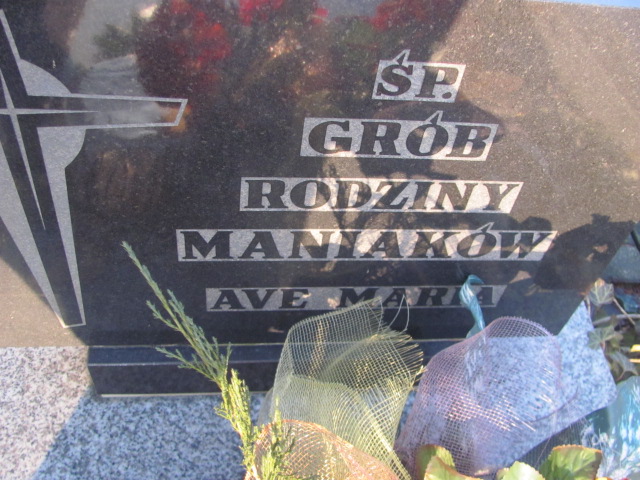 ŚP.
GRÓB
RODZINY
MANIAKÓW
AVE MARIA